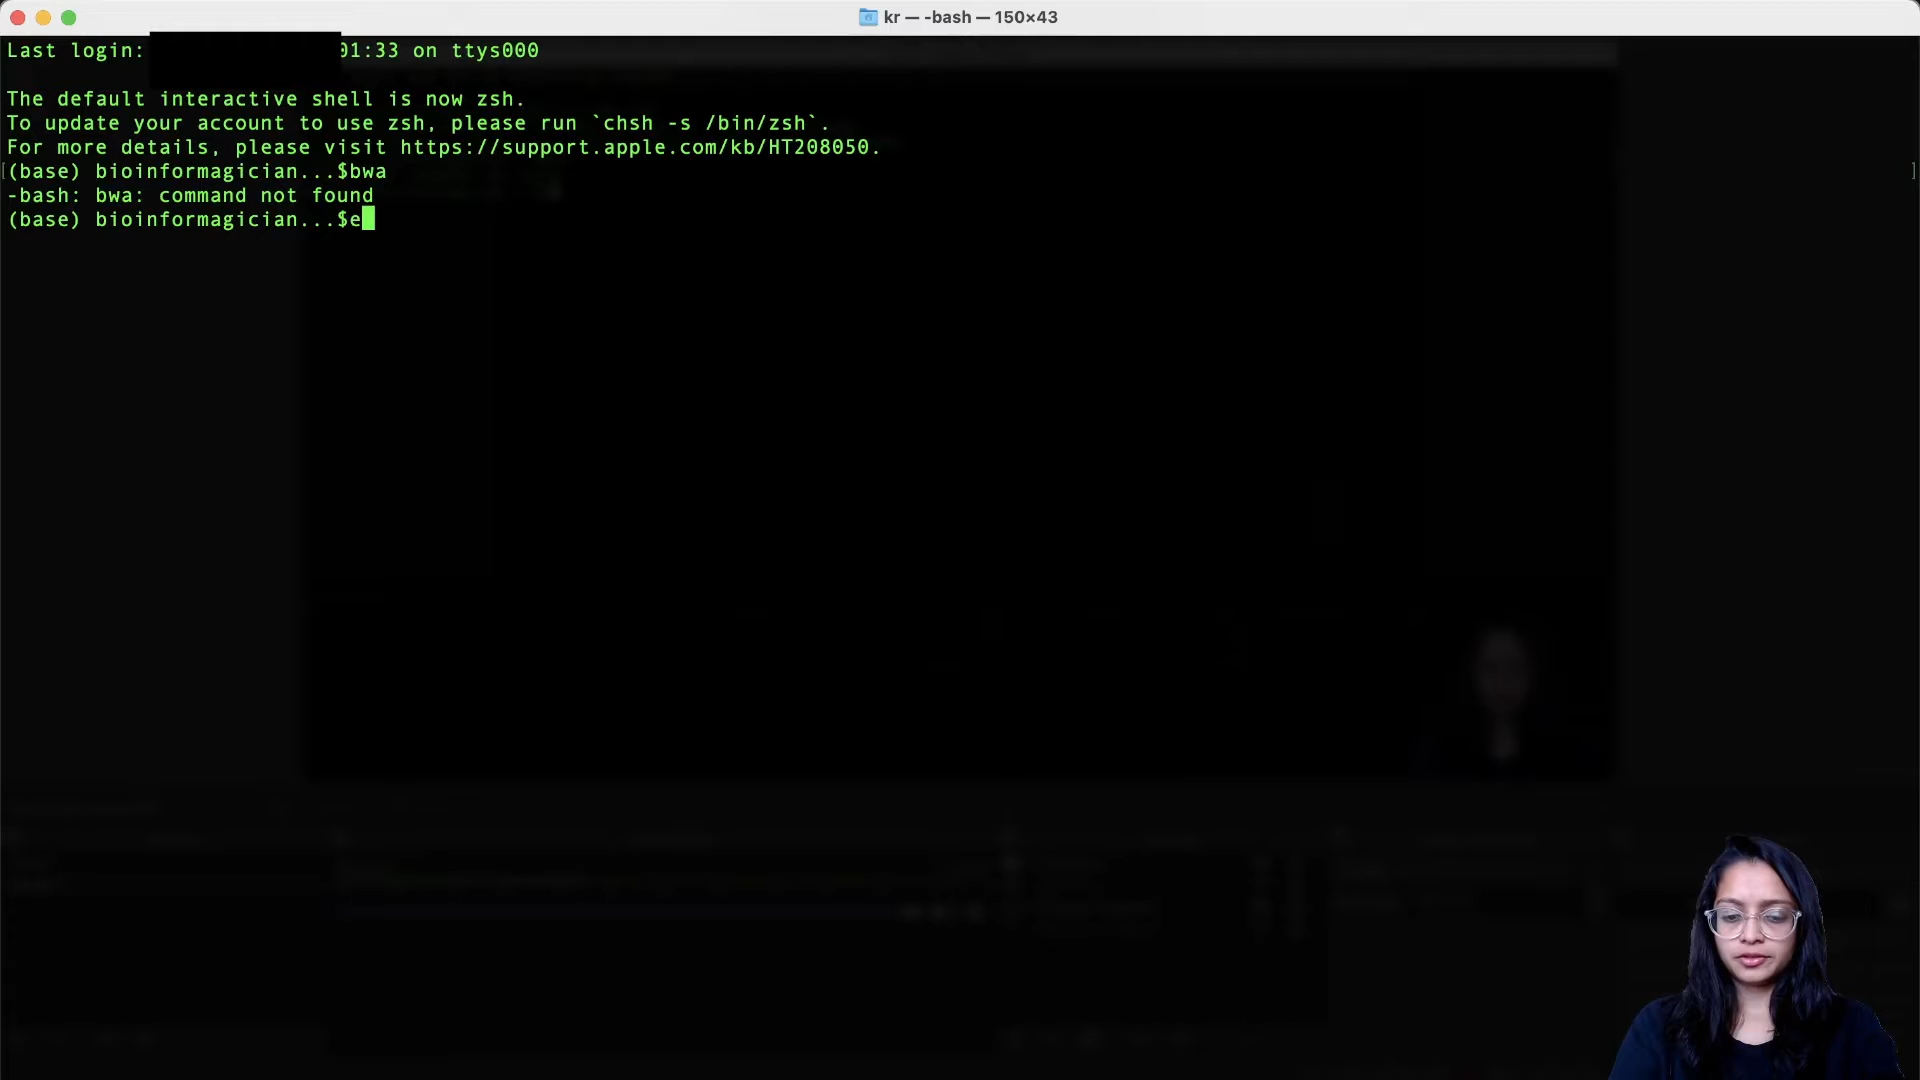 kr — -bash — 150×43
Last login: 01:33 on ttys000
The default interactive shell is now zsh.
To update your account to use zsh, please run `chsh -s /bin/zsh`.
For more details, please visit https://support.apple.com/kb/HT208050.
[(base) bioinformagician...$bwa ]
-bash: bwa: command not found
(base) bioinformagician...$e